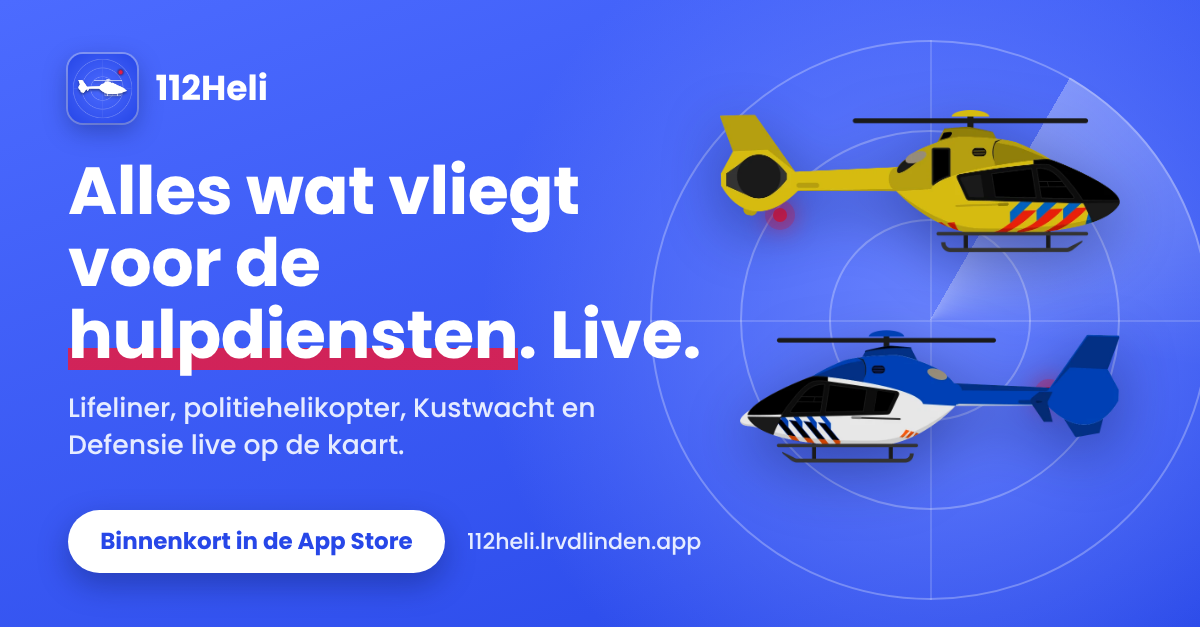 112Heli
Alles wat vliegt
voor de
hulpdiensten. Live.
Lifeliner, politiehelikopter, Kustwacht en
Defensie live op de kaart.
Binnenkort in de App Store
112heli.lrvdlinden.app